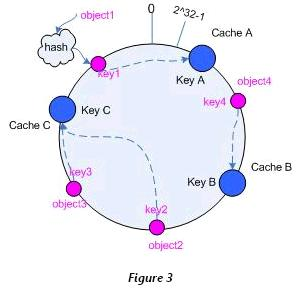 object1
0
2^32-1
Cache A
hash
key1
Key A
object4
key4
Key C
Cache C
Cache B
key3
Key B
object3
key2
object2
Figure 3